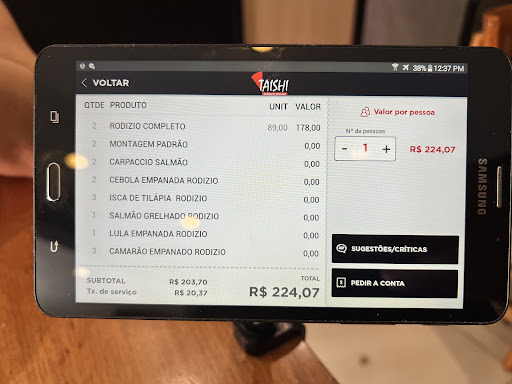 38% 12:37 PM
VOLTAR
TAISHI
QTDE PRODUTO UNIT VALOR
2 RODIZIO COMPLETO 89,00 178,00
2 MONTAGEM PADRÃO 0,00
2 CARPACCIO SALMÃO 0,00
2 CEBOLA EMPANADA RODIZIO 0,00
3 ISCA DE TILÁPIA RODIZIO 0,00
1 SALMÃO GRELHADO RODIZIO 0,00
1 LULA EMPANADA RODIZIO 0,00
3 CAMARÃO EMPANADO RODIZIO 0,00
SUBTOTAL R$ 203,70
Tx. de serviço R$ 20,37
TOTAL
R$ 224,07
Valor por pessoa
Nº de pessoas
- 1 + R$ 224,07
SUGESTÕES/CRÍTICAS
PEDIR A CONTA
SAMSUNG